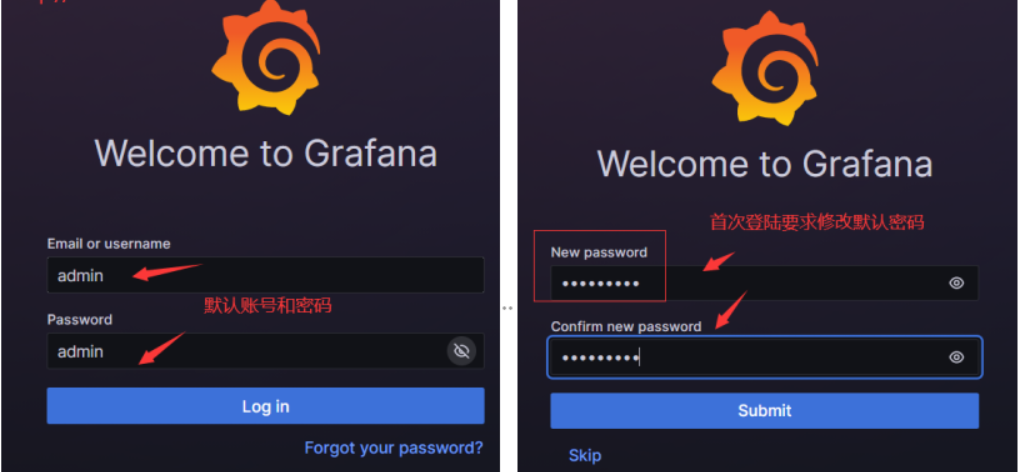 Welcome to Grafana
Email or username
admin
默认账号和密码
Password
admin
Log in
Forgot your password?
Welcome to Grafana
首次登陆要求修改默认密码
New password
•••••••••
Confirm new password
•••••••••
Submit
Skip